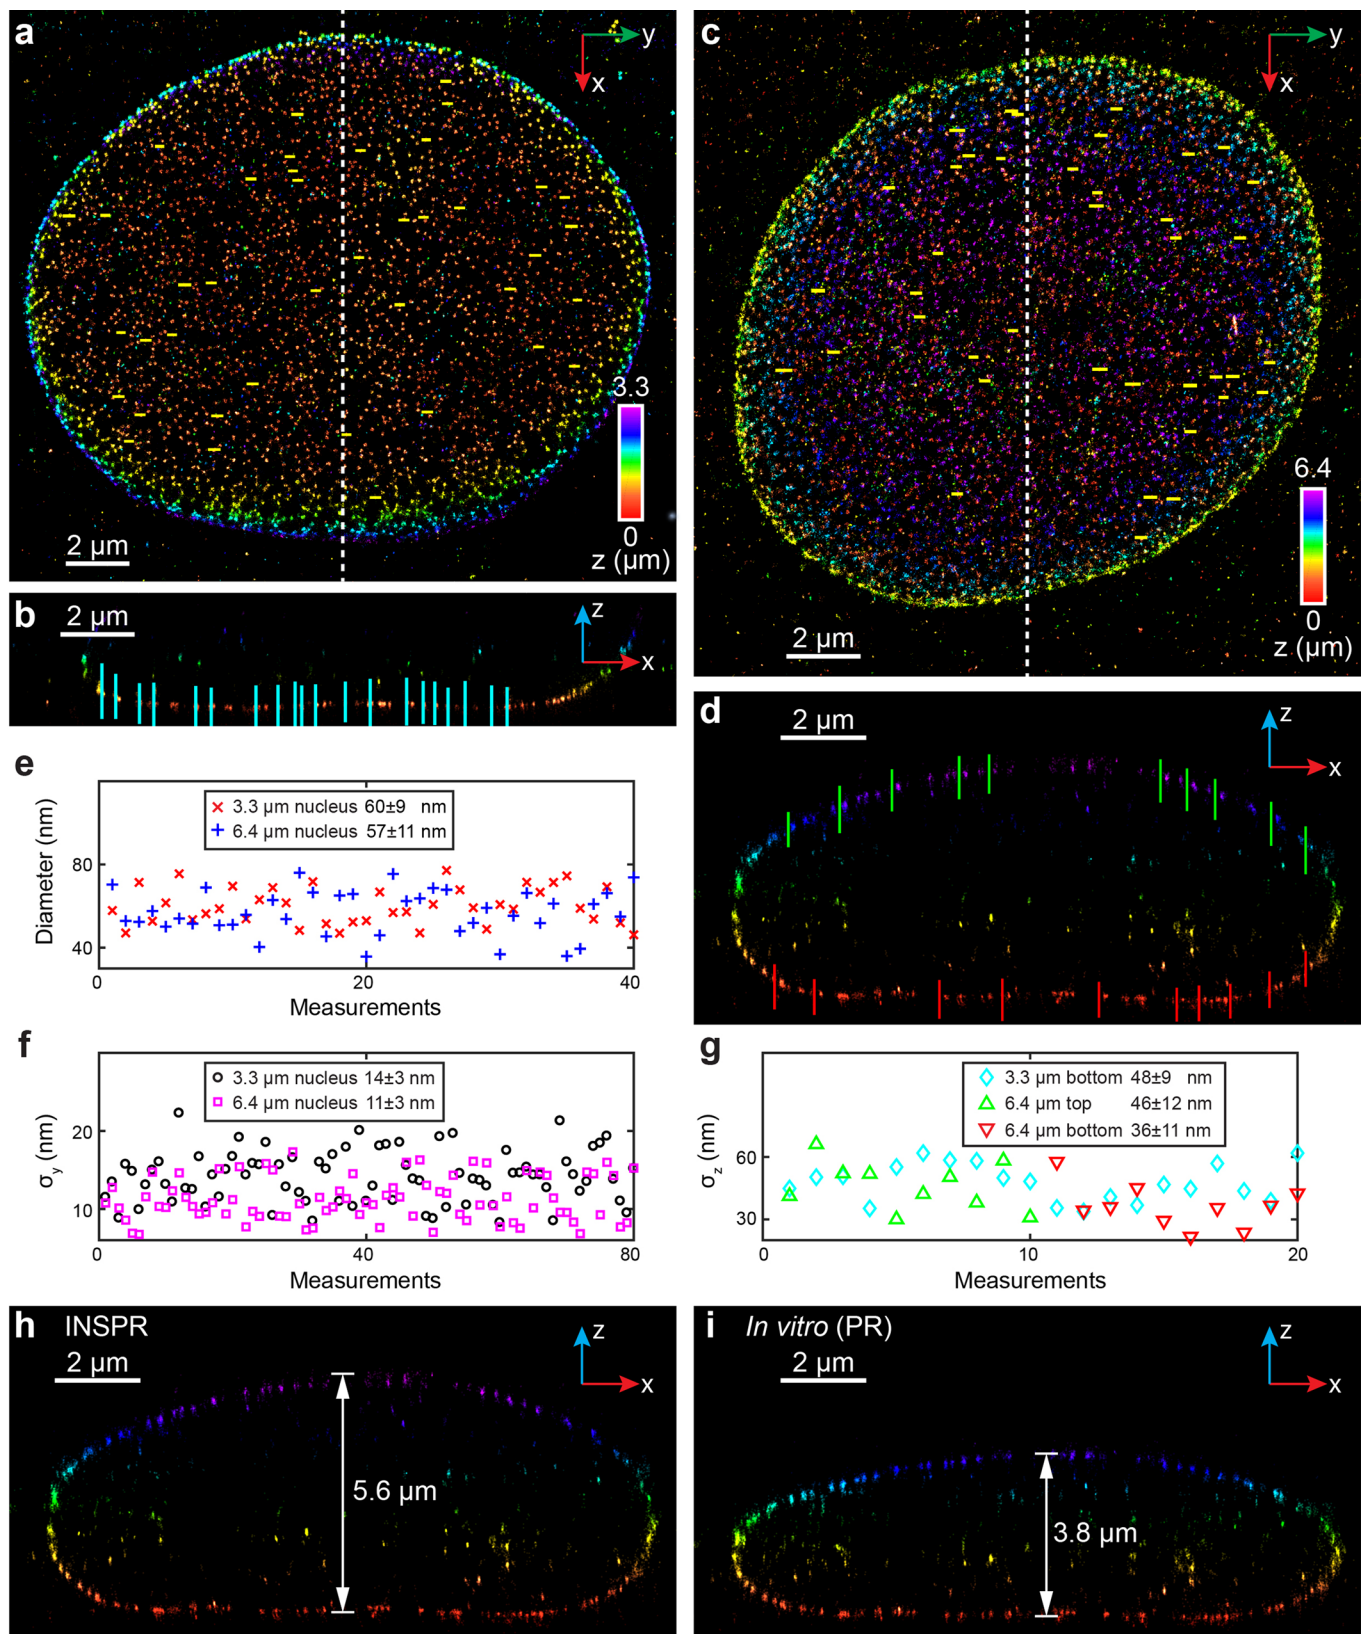 a
y
x
3.3
0
z (µm)
2 µm
b
2 µm
z
x
c
y
x
6.4
0
z (µm)
2 µm
d
2 µm
z
x
e
3.3 µm nucleus 60±9 nm
6.4 µm nucleus 57±11 nm
Diameter (nm)
80
40
0 20 40
Measurements
f
3.3 µm nucleus 14±3 nm
6.4 µm nucleus 11±3 nm
σy (nm)
20
10
0 40 80
Measurements
g
3.3 µm bottom 48±9 nm
6.4 µm top 46±12 nm
6.4 µm bottom 36±11 nm
σz (nm)
60
30
0 10 20
Measurements
h INSPR
2 µm
z
x
5.6 µm
i In vitro (PR)
2 µm
z
x
3.8 µm